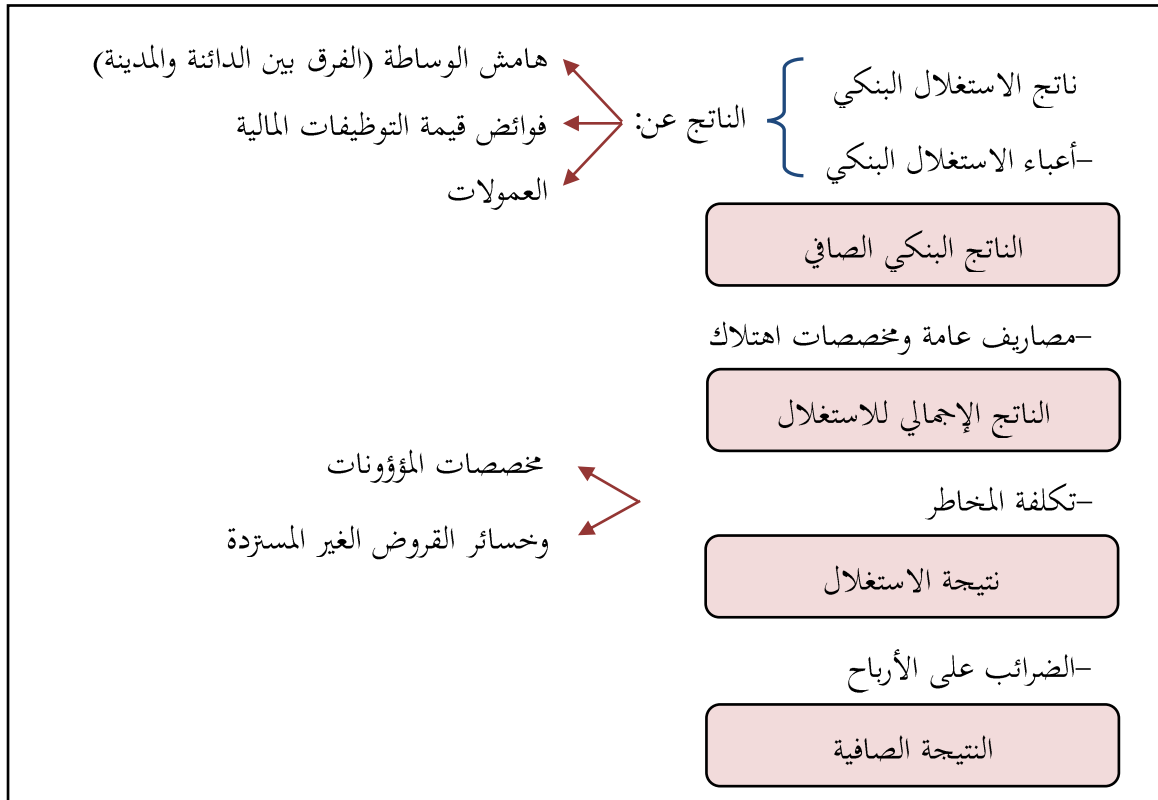 ناتج الاستغلال البنكي
–أعباء الاستغلال البنكي
الناتج عن:
هامش الوساطة (الفرق بين الدائنة والمدينة)
فوائض قيمة التوظيفات المالية
العمولات
الناتج البنكي الصافي
–مصاريف عامة ومخصصات اهتلاك
الناتج الإجمالي للاستغلال
–تكلفة المخاطر
مخصصات المؤؤونات
وخسائر القروض الغير المستردة
نتيجة الاستغلال
–الضرائب على الأرباح
النتيجة الصافية